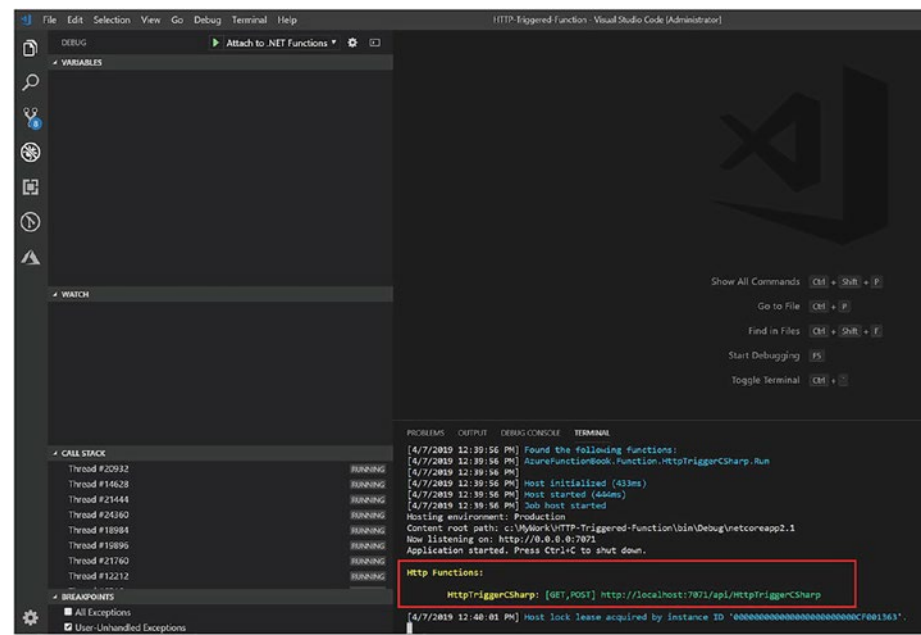 File Edit Selection View Go Debug Terminal Help
HTTP-Triggered-Function - Visual Studio Code [Administrator]
DEBUG
Attach to .NET Functions
VARIABLES
8
WATCH
Show All Commands Ctrl + Shift + P
Go to File Ctrl + P
Find in Files Ctrl + Shift + F
Start Debugging F5
Toggle Terminal Ctrl + `
CALL STACK
Thread #20932 RUNNING
Thread #14628 RUNNING
Thread #21444 RUNNING
Thread #24360 RUNNING
Thread #18984 RUNNING
Thread #19896 RUNNING
Thread #21760 RUNNING
Thread #12212 RUNNING
BREAKPOINTS
All Exceptions
User-Unhandled Exceptions
PROBLEMS OUTPUT DEBUG CONSOLE TERMINAL
[4/7/2019 12:39:56 PM] Found the following functions:
[4/7/2019 12:39:56 PM] AzureFunctionBook.Function.HttpTriggerCSharp.Run
[4/7/2019 12:39:56 PM]
[4/7/2019 12:39:56 PM] Host initialized (433ms)
[4/7/2019 12:39:56 PM] Host started (444ms)
[4/7/2019 12:39:56 PM] Job host started
Hosting environment: Production
Content root path: c:\MyWork\HTTP-Triggered-Function\bin\Debug\netcoreapp2.1
Now listening on: http://0.0.0.0:7071
Application started. Press Ctrl+C to shut down.
Http Functions:
HttpTriggerCSharp: [GET,POST] http://localhost:7071/api/HttpTriggerCSharp
[4/7/2019 12:40:01 PM] Host lock lease acquired by instance ID